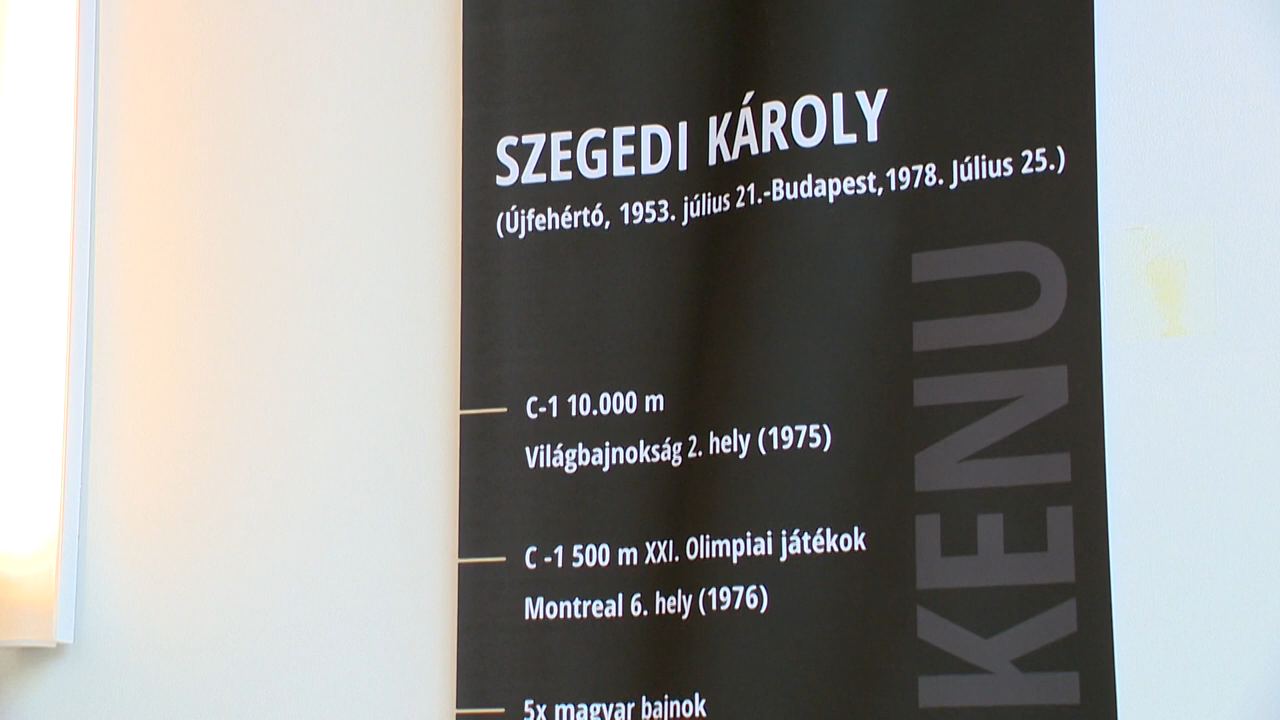 SZEGEDI KÁROLY
(Újfehértó, 1953. július 21.-Budapest,1978. Július 25.)
C-1 10.000 m
Világbajnokság 2. hely (1975)
C -1 500 m XXI. Olimpiai játékok
Montreal 6. hely (1976)
5x magyar bajnok
KENU